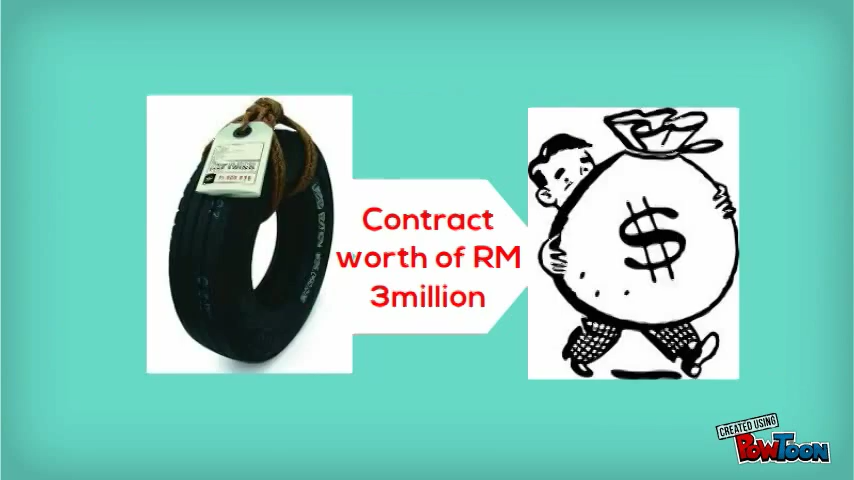 Contract
worth of RM
3million
$
CREATED USING
POWTOON